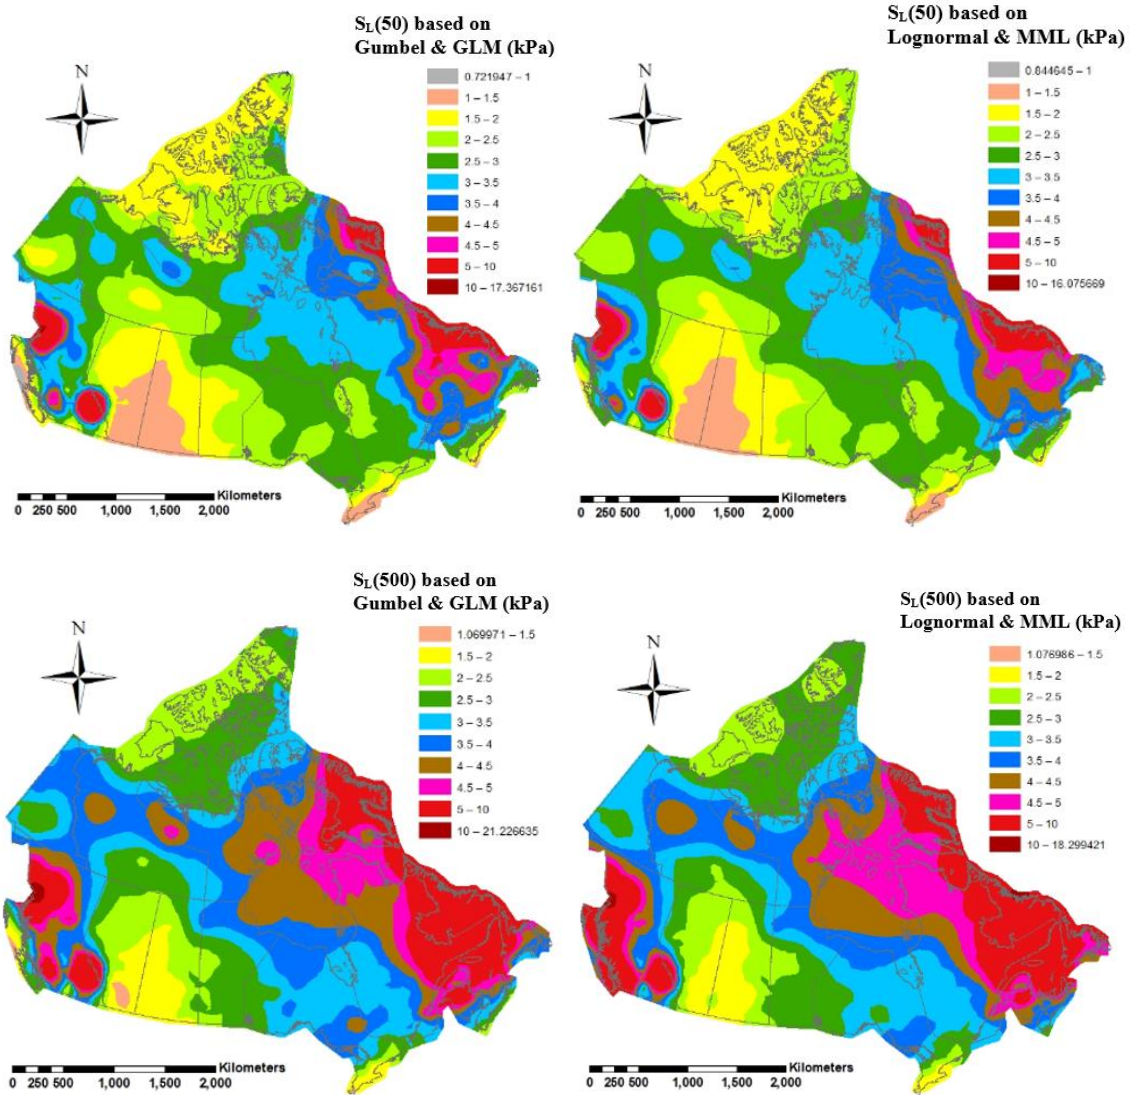 S_L(50) based on
Gumbel & GLM (kPa)
N
0.721947 – 1
1 – 1.5
1.5 – 2
2 – 2.5
2.5 – 3
3 – 3.5
3.5 – 4
4 – 4.5
4.5 – 5
5 – 10
10 – 17.367161
Kilometers
0 250 500 1,000 1,500 2,000
S_L(50) based on
Lognormal & MML (kPa)
N
0.844645 – 1
1 – 1.5
1.5 – 2
2 – 2.5
2.5 – 3
3 – 3.5
3.5 – 4
4 – 4.5
4.5 – 5
5 – 10
10 – 16.075669
Kilometers
0 250 500 1,000 1,500 2,000
S_L(500) based on
Gumbel & GLM (kPa)
N
1.069971 – 1.5
1.5 – 2
2 – 2.5
2.5 – 3
3 – 3.5
3.5 – 4
4 – 4.5
4.5 – 5
5 – 10
10 – 21.226635
Kilometers
0 250 500 1,000 1,500 2,000
S_L(500) based on
Lognormal & MML (kPa)
N
1.076986 – 1.5
1.5 – 2
2 – 2.5
2.5 – 3
3 – 3.5
3.5 – 4
4 – 4.5
4.5 – 5
5 – 10
10 – 18.299421
Kilometers
0 250 500 1,000 1,500 2,000